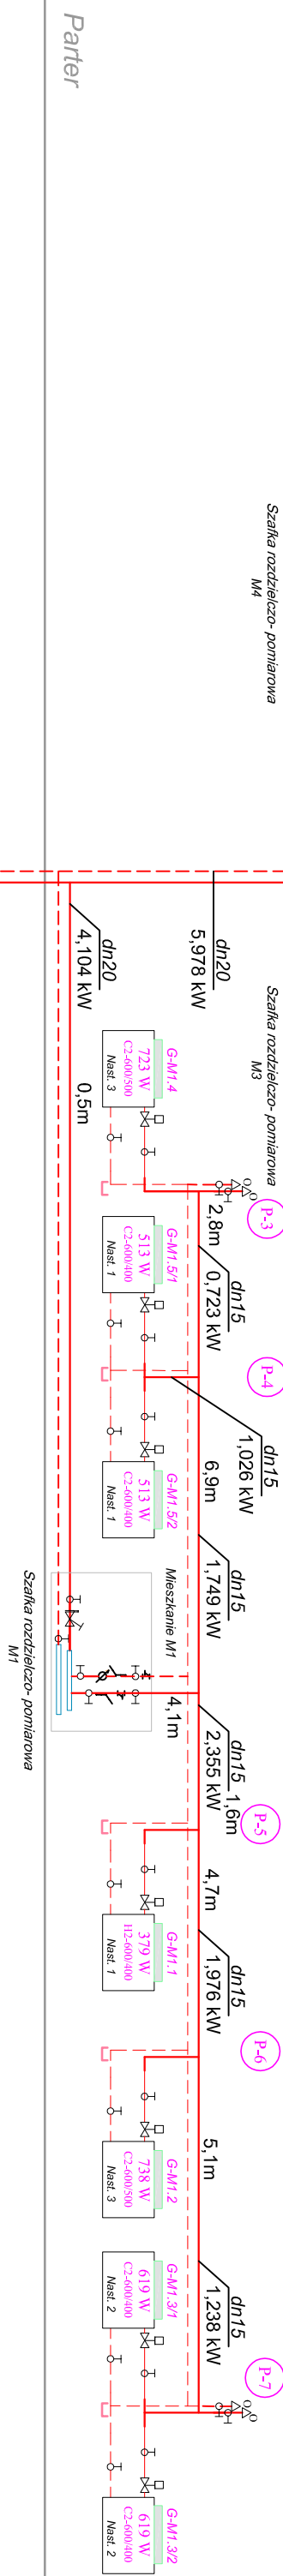 Parter
Szafka rozdzielczo- pomiarowa
M4
dn20
5,978 kW
dn20
4,104 kW
0,5m
Szafka rozdzielczo- pomiarowa
M3
G-M1.4
723 W
C2-600/500
Nast. 3
P-3
2,8m
dn15
0,723 kW
G-M1.5/1
513 W
C2-600/400
Nast. 1
P-4
dn15
1,026 kW
6,9m
G-M1.5/2
513 W
C2-600/400
Nast. 1
dn15
1,749 kW
Mieszkanie M1
4,1m
Szafka rozdzielczo- pomiarowa
M1
dn15
2,355 kW
1,6m
P-5
4,7m
G-M1.1
379 W
H2-600/400
Nast. 1
dn15
1,976 kW
P-6
5,1m
G-M1.2
738 W
C2-600/500
Nast. 3
dn15
1,238 kW
G-M1.3/1
619 W
C2-600/400
Nast. 2
P-7
G-M1.3/2
619 W
C2-600/400
Nast. 2